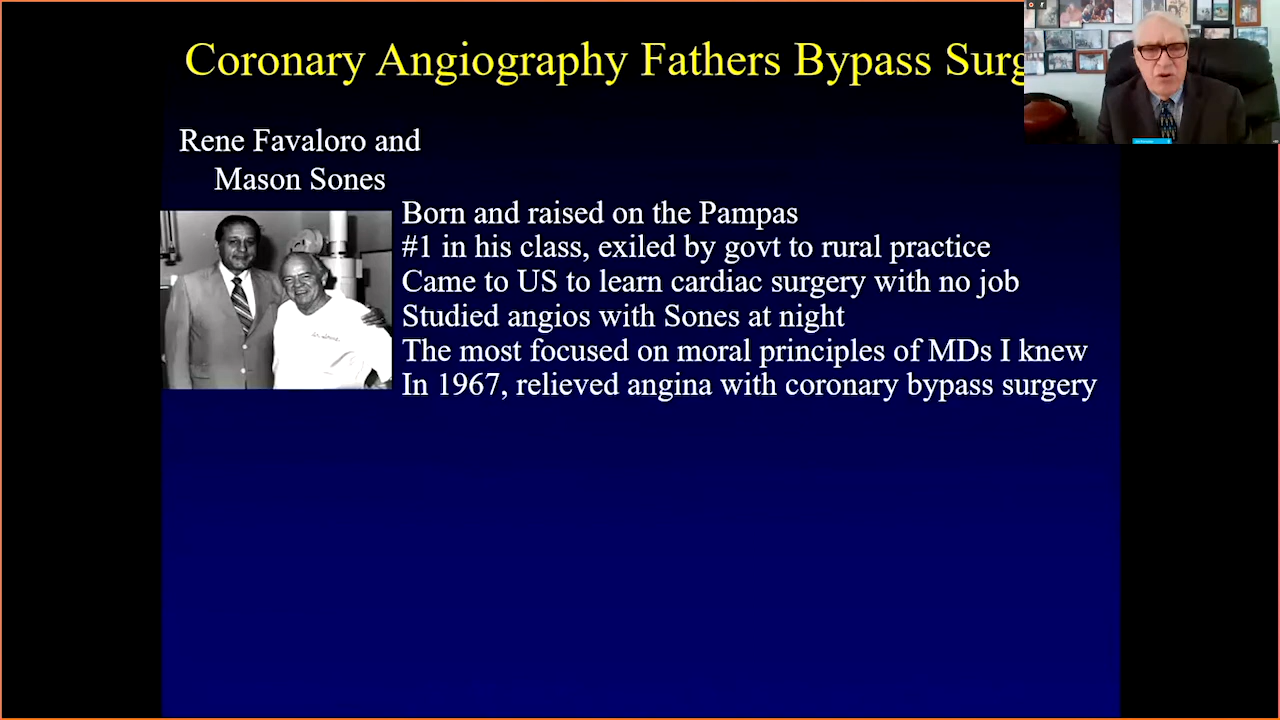 Coronary Angiography Fathers Bypass Surg
Rene Favaloro and
Mason Sones
Born and raised on the Pampas
#1 in his class, exiled by govt to rural practice
Came to US to learn cardiac surgery with no job
Studied angios with Sones at night
The most focused on moral principles of MDs I knew
In 1967, relieved angina with coronary bypass surgery